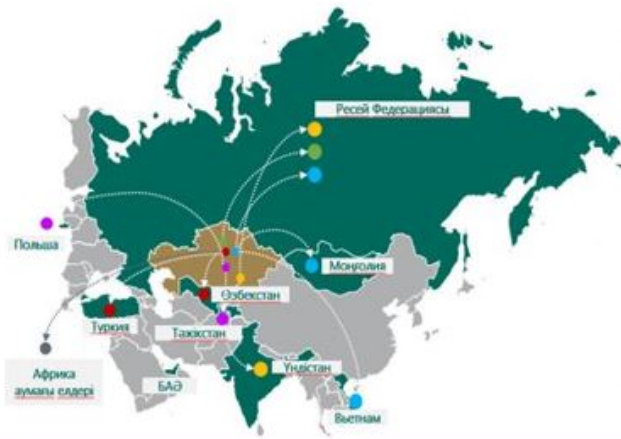 Ресей Федерациясы
Польша
Моңғолия
Өзбекстан
Түркия
Тәжікстан
Африка
аумағы елдері
БАӘ
Үндістан
Вьетнам